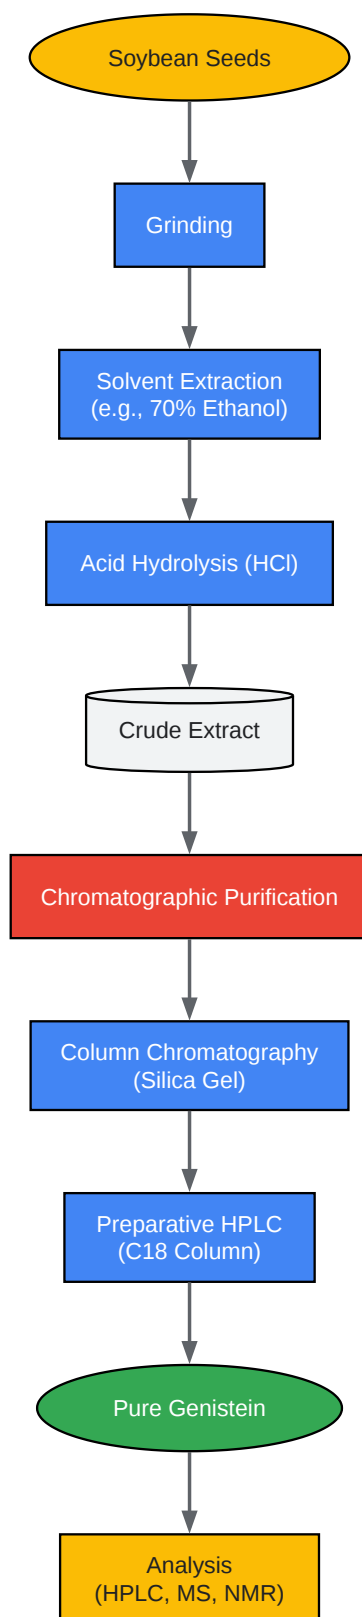 Soybean Seeds
Grinding
Solvent Extraction
(e.g., 70% Ethanol)
Acid Hydrolysis (HCl)
Crude Extract
Chromatographic Purification
Column Chromatography
(Silica Gel)
Preparative HPLC
(C18 Column)
Pure Genistein
Analysis
(HPLC, MS, NMR)